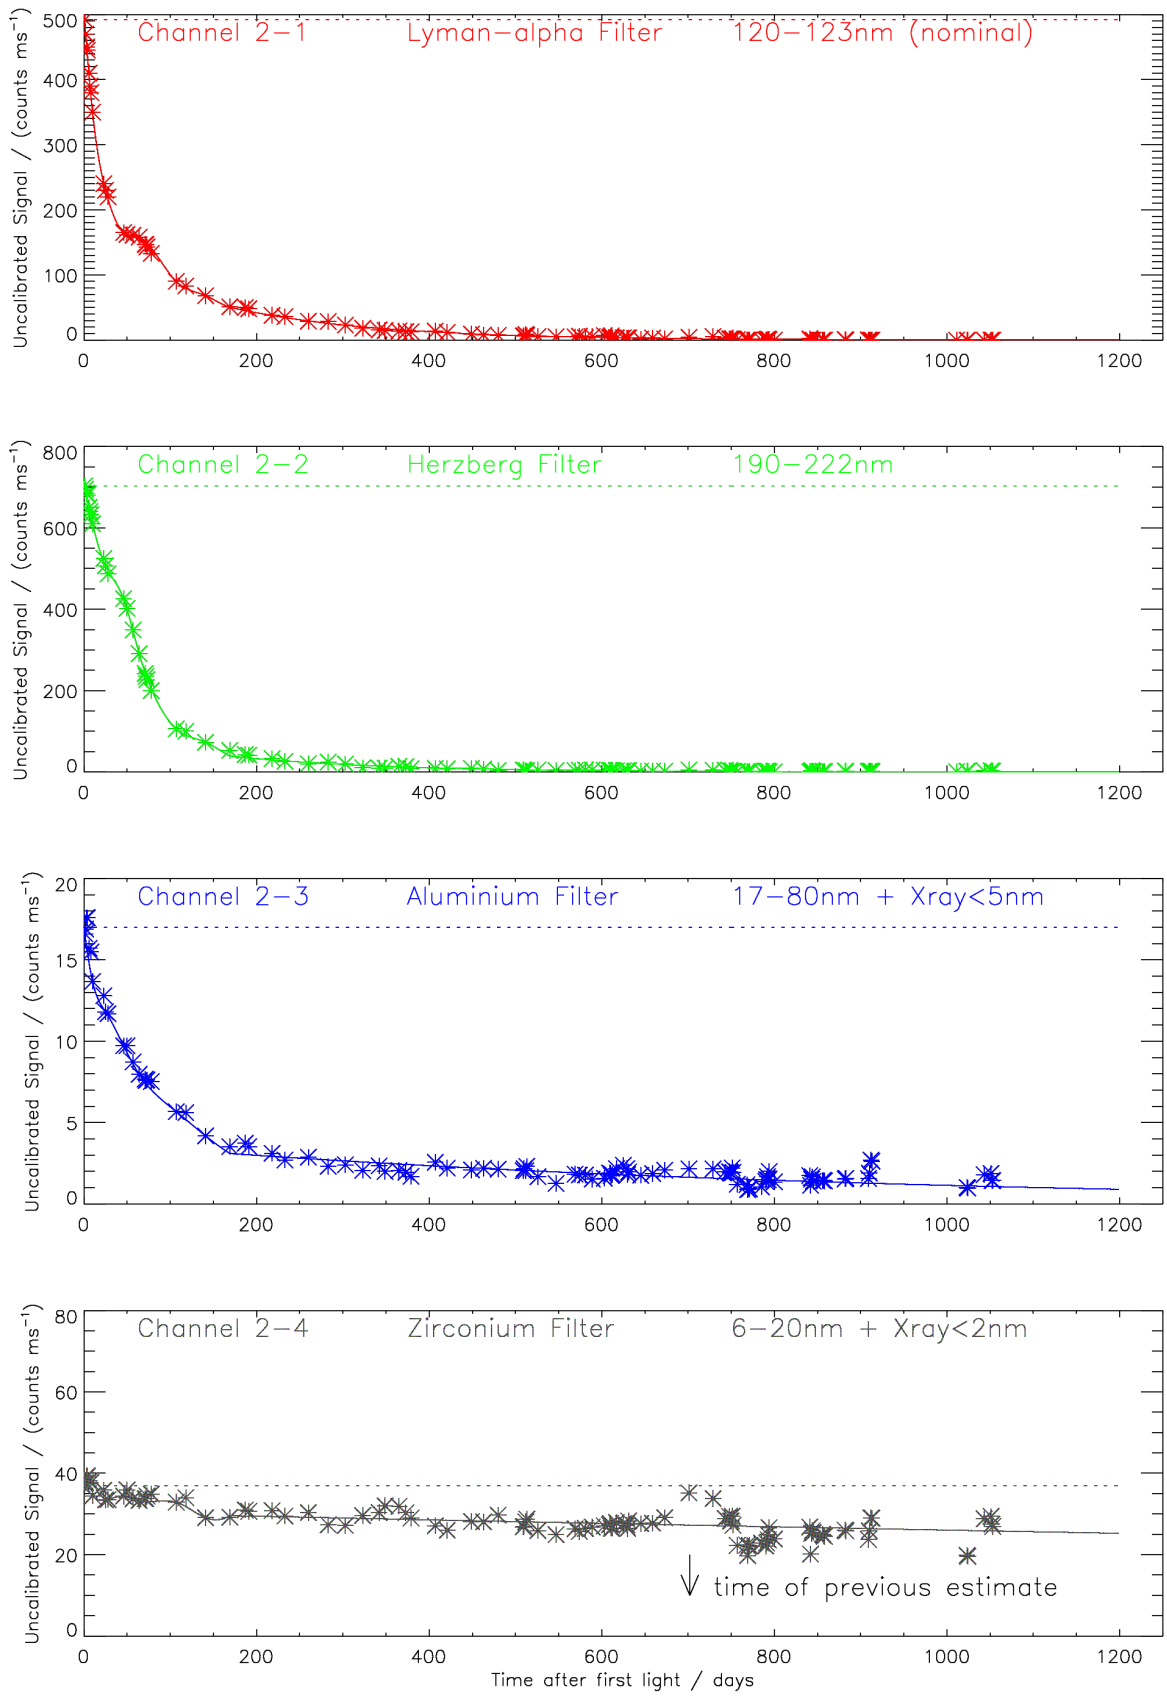 Channel 2-1 Lyman-alpha Filter 120-123nm (nominal)
Uncalibrated Signal / (counts ms⁻¹)
500
400
300
200
100
0
0 200 400 600 800 1000 1200
Channel 2-2 Herzberg Filter 190-222nm
Uncalibrated Signal / (counts ms⁻¹)
800
600
400
200
0
0 200 400 600 800 1000 1200
Channel 2-3 Aluminium Filter 17-80nm + Xray<5nm
Uncalibrated Signal / (counts ms⁻¹)
20
15
10
5
0
0 200 400 600 800 1000 1200
Channel 2-4 Zirconium Filter 6-20nm + Xray<2nm
Uncalibrated Signal / (counts ms⁻¹)
80
60
40
20
0
time of previous estimate
0 200 400 600 800 1000 1200
Time after first light / days